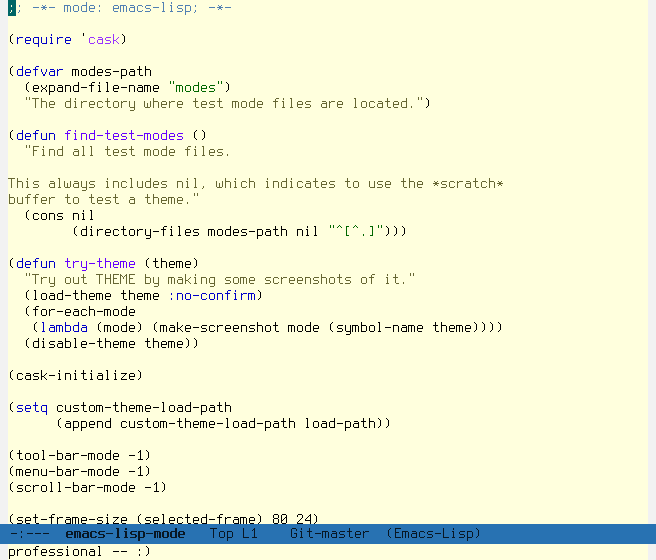 ;; -*- mode: emacs-lisp; -*-

(require 'cask)

(defvar modes-path
  (expand-file-name "modes")
  "The directory where test mode files are located.")

(defun find-test-modes ()
  "Find all test mode files.

This always includes nil, which indicates to use the *scratch*
buffer to test a theme."
  (cons nil
        (directory-files modes-path nil "^[^.]")))

(defun try-theme (theme)
  "Try out THEME by making some screenshots of it."
  (load-theme theme :no-confirm)
  (for-each-mode
   (lambda (mode) (make-screenshot mode (symbol-name theme))))
  (disable-theme theme))

(cask-initialize)

(setq custom-theme-load-path
      (append custom-theme-load-path load-path))

(tool-bar-mode -1)
(menu-bar-mode -1)
(scroll-bar-mode -1)

(set-frame-size (selected-frame) 80 24)
-:---  emacs-lisp-mode   Top L1    Git-master  (Emacs-Lisp)
professional -- :)